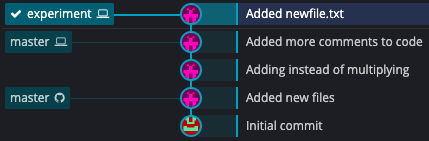 experiment Added newfile.txt
master Added more comments to code
Adding instead of multiplying
master Added new files
Initial commit